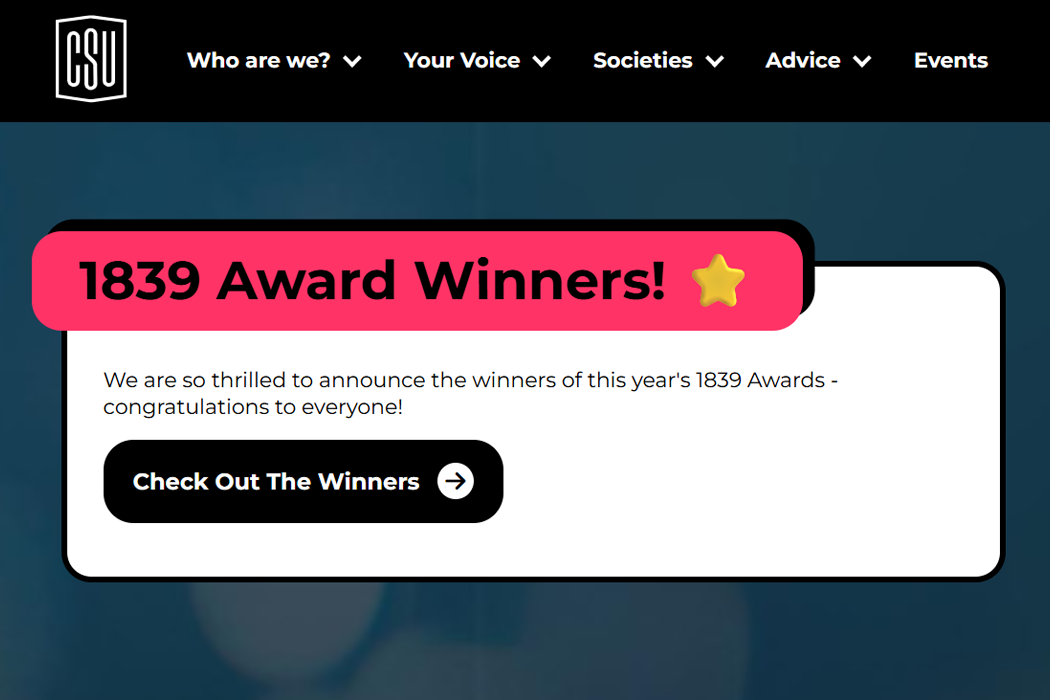 CSU
Who are we?
Your Voice
Societies
Advice
Events
1839 Award Winners!
We are so thrilled to announce the winners of this year's 1839 Awards -
congratulations to everyone!
Check Out The Winners